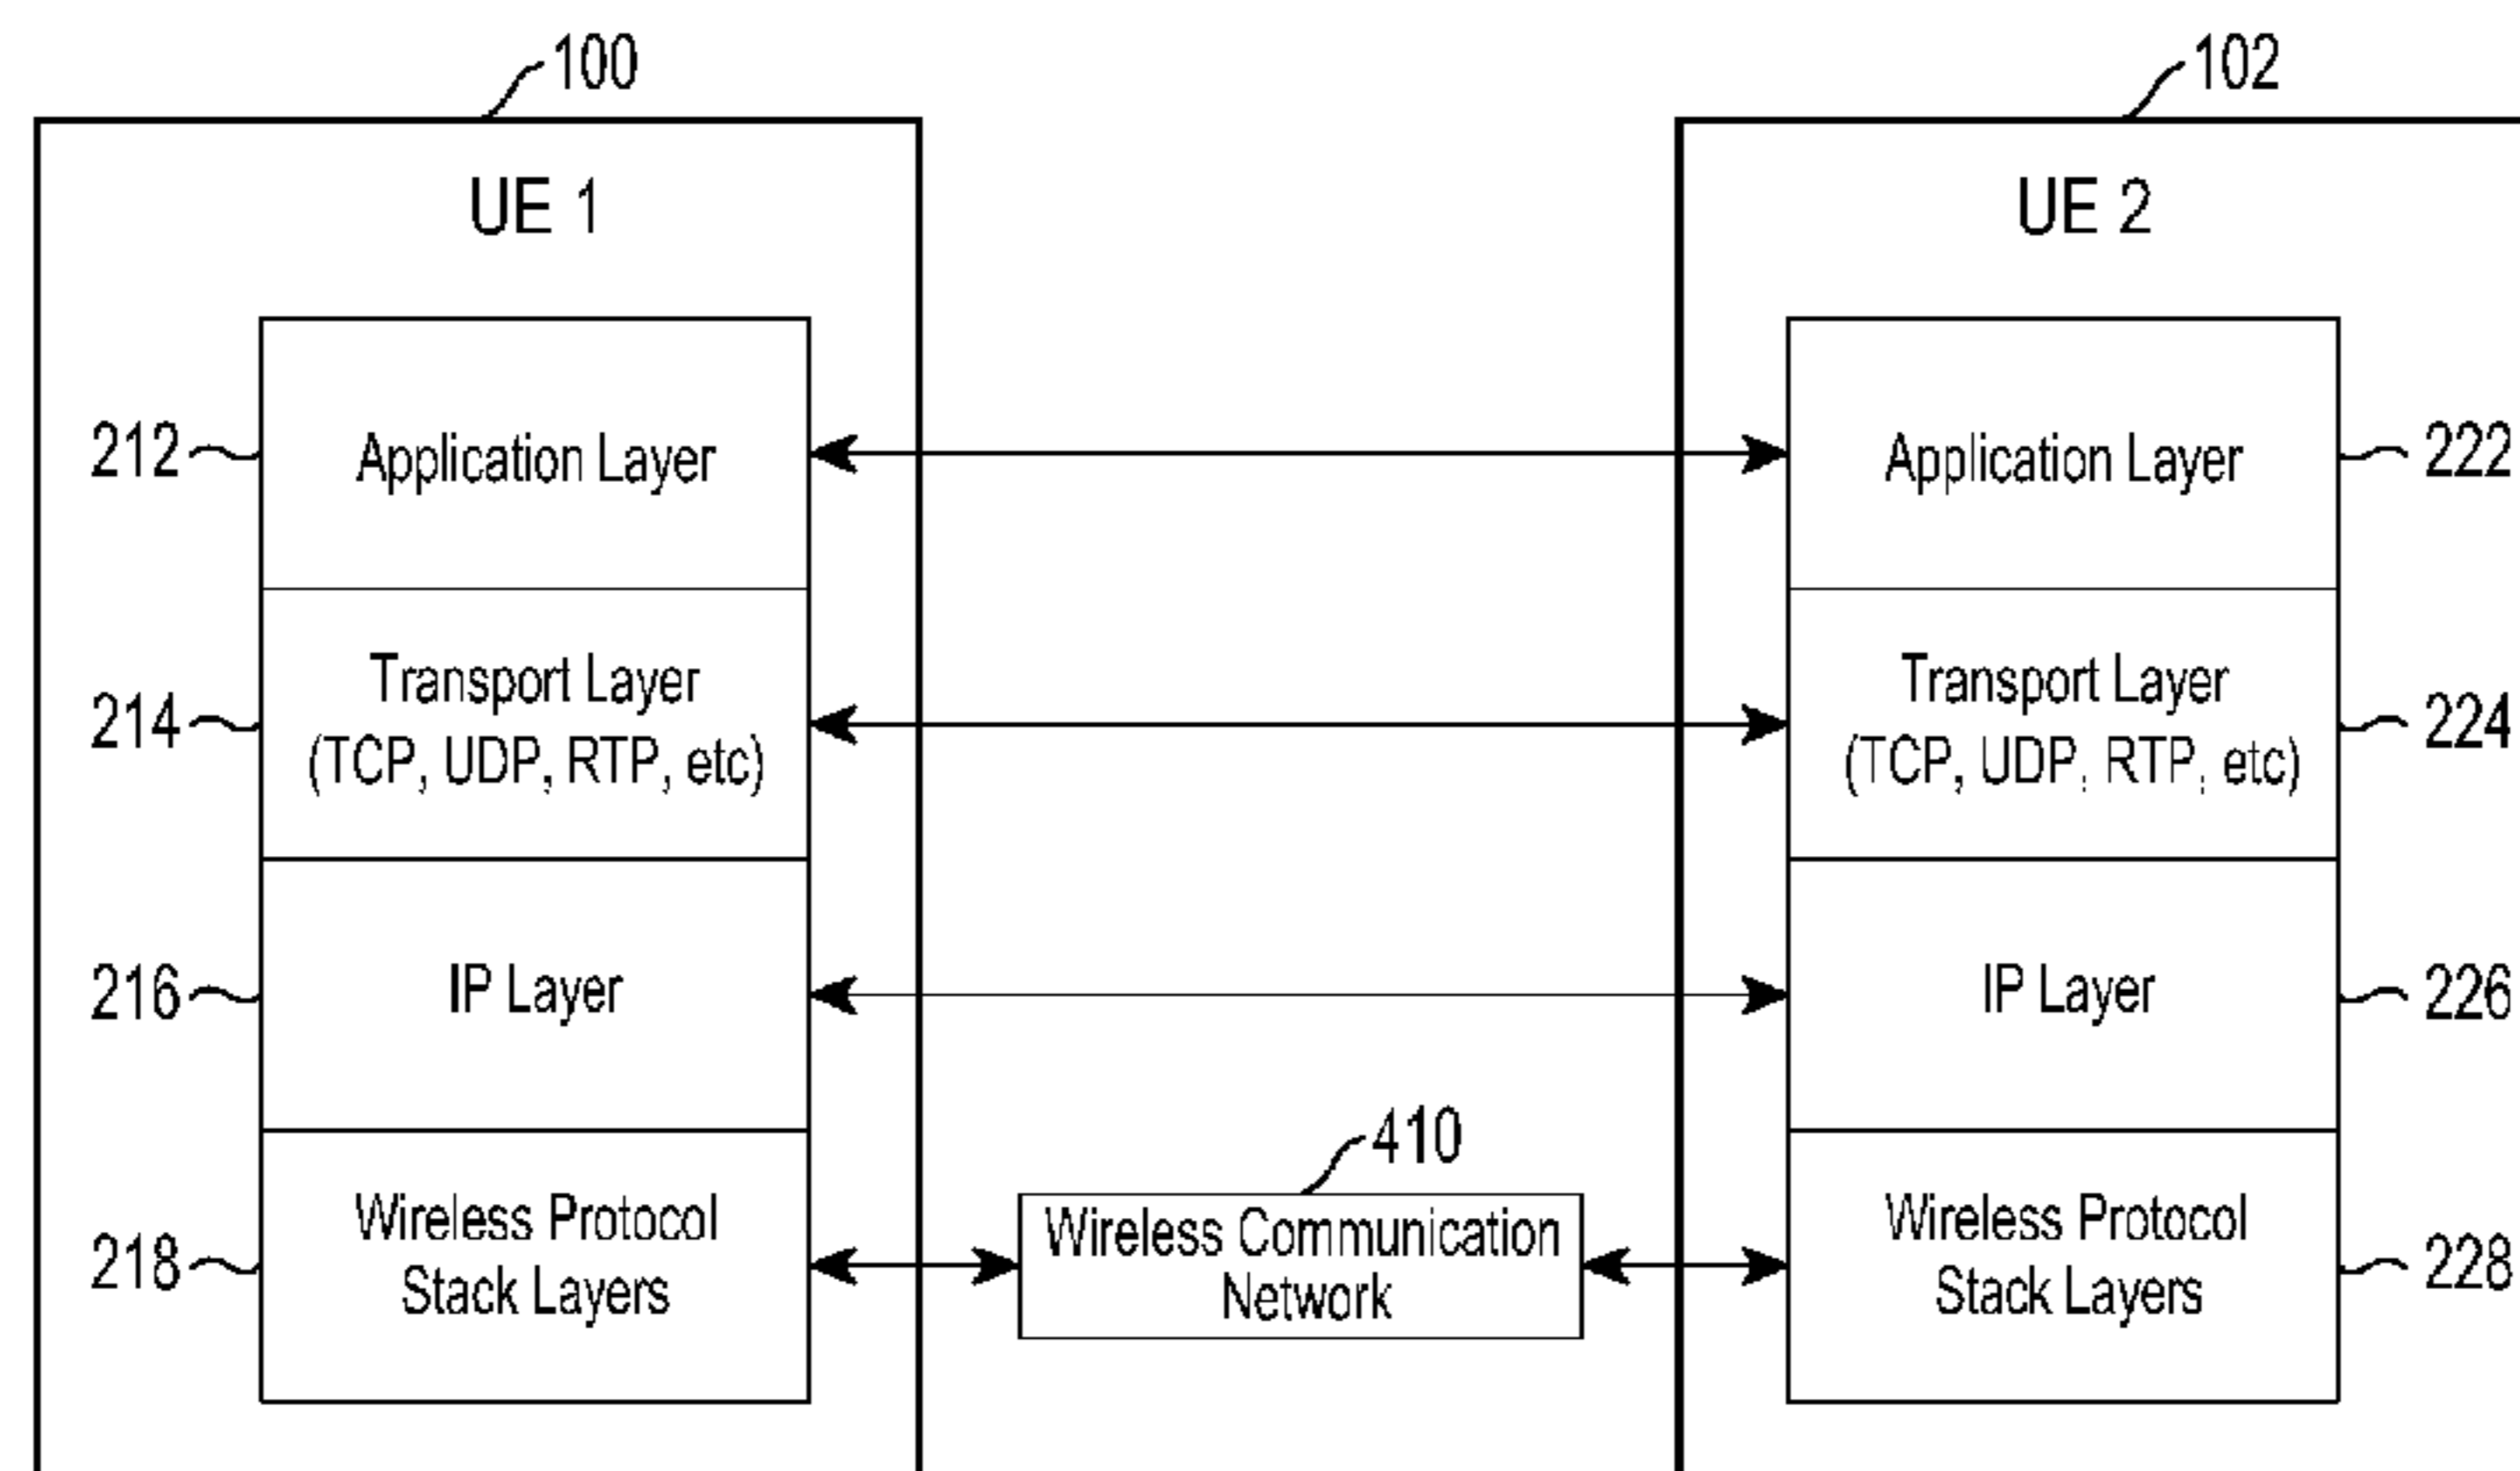 100
102
UE 1
UE 2
212
Application Layer
Application Layer
222
214
Transport Layer
(TCP, UDP, RTP, etc)
Transport Layer
(TCP, UDP, RTP, etc)
224
216
IP Layer
IP Layer
226
410
218
Wireless Protocol
Stack Layers
Wireless Communication
Network
Wireless Protocol
Stack Layers
228